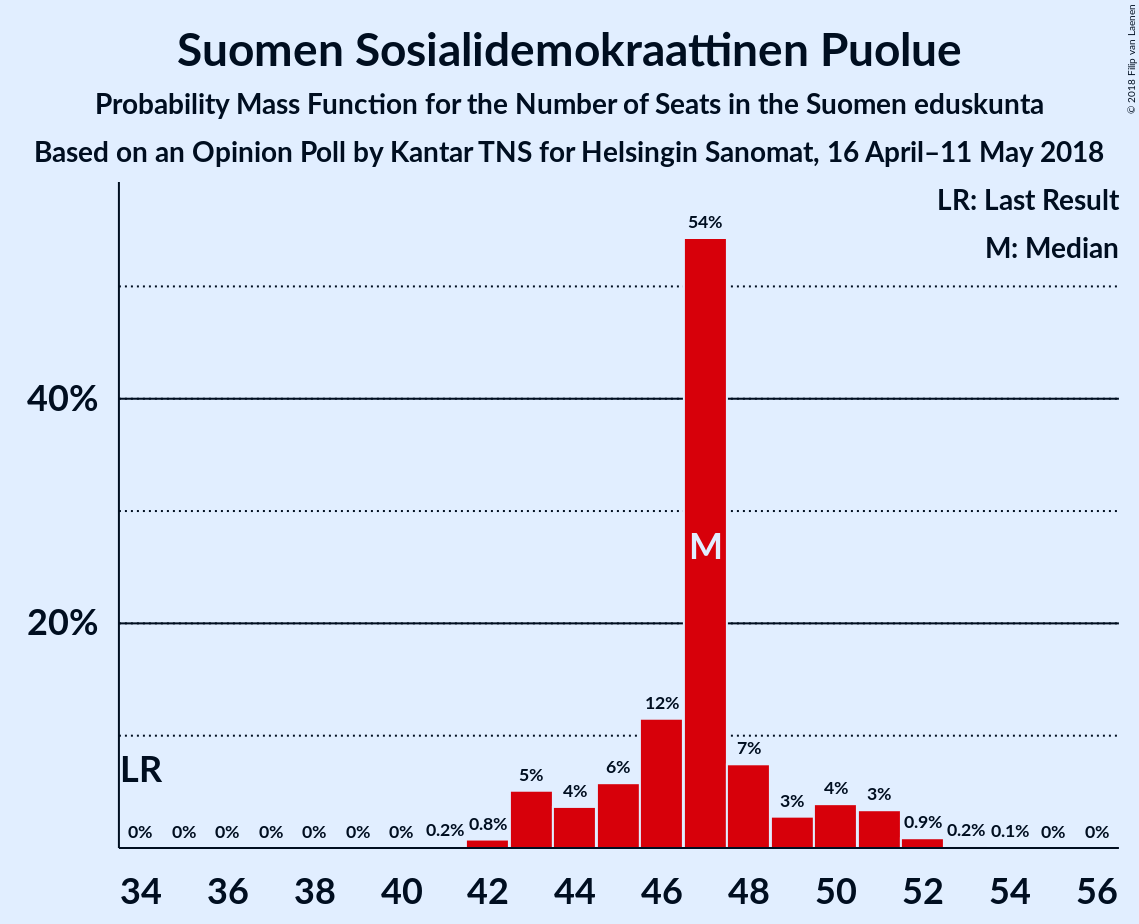 Suomen Sosialidemokraattinen Puolue
Probability Mass Function for the Number of Seats in the Suomen eduskunta
Based on an Opinion Poll by Kantar TNS for Helsingin Sanomat, 16 April–11 May 2018
© 2018 Filip van Laenen
LR: Last Result
M: Median
40%
20%
LR
M
0% 0% 0% 0% 0% 0% 0% 0.2% 0.8% 5% 4% 6% 12% 54% 7% 3% 4% 3% 0.9% 0.2% 0.1% 0% 0%
34 36 38 40 42 44 46 48 50 52 54 56